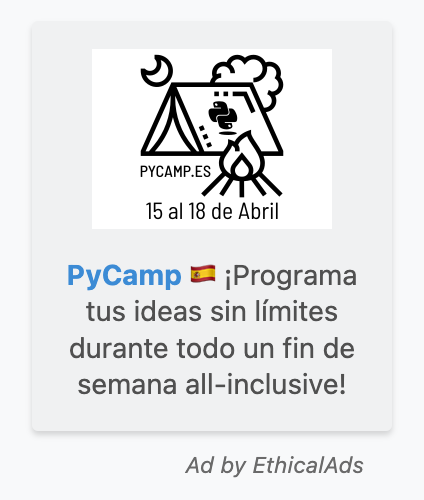 PYCAMP.ES
15 al 18 de Abril
PyCamp 🇪🇸 ¡Programa
tus ideas sin límites
durante todo un fin de
semana all-inclusive!
Ad by EthicalAds